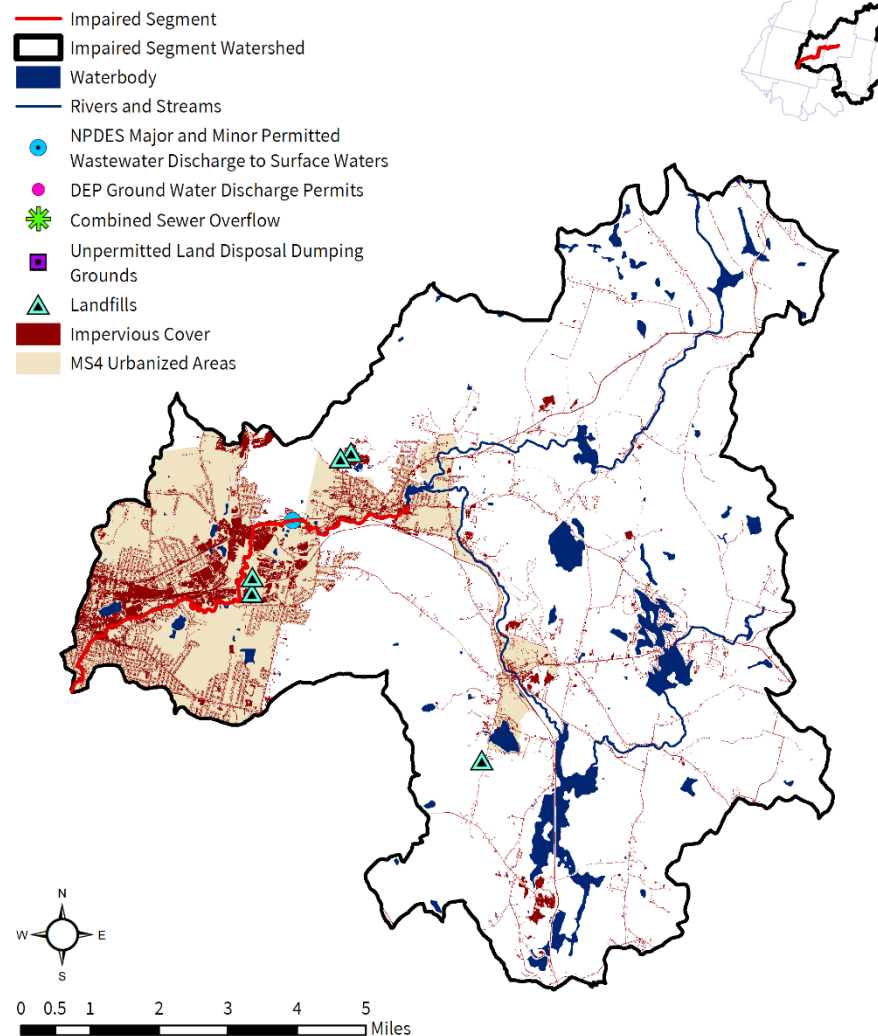 Impaired Segment
Impaired Segment Watershed
Waterbody
Rivers and Streams
NPDES Major and Minor Permitted
Wastewater Discharge to Surface Waters
DEP Ground Water Discharge Permits
Combined Sewer Overflow
Unpermitted Land Disposal Dumping
Grounds
Landfills
Impervious Cover
MS4 Urbanized Areas
N
W E
S
0 0.5 1 2 3 4 5
Miles